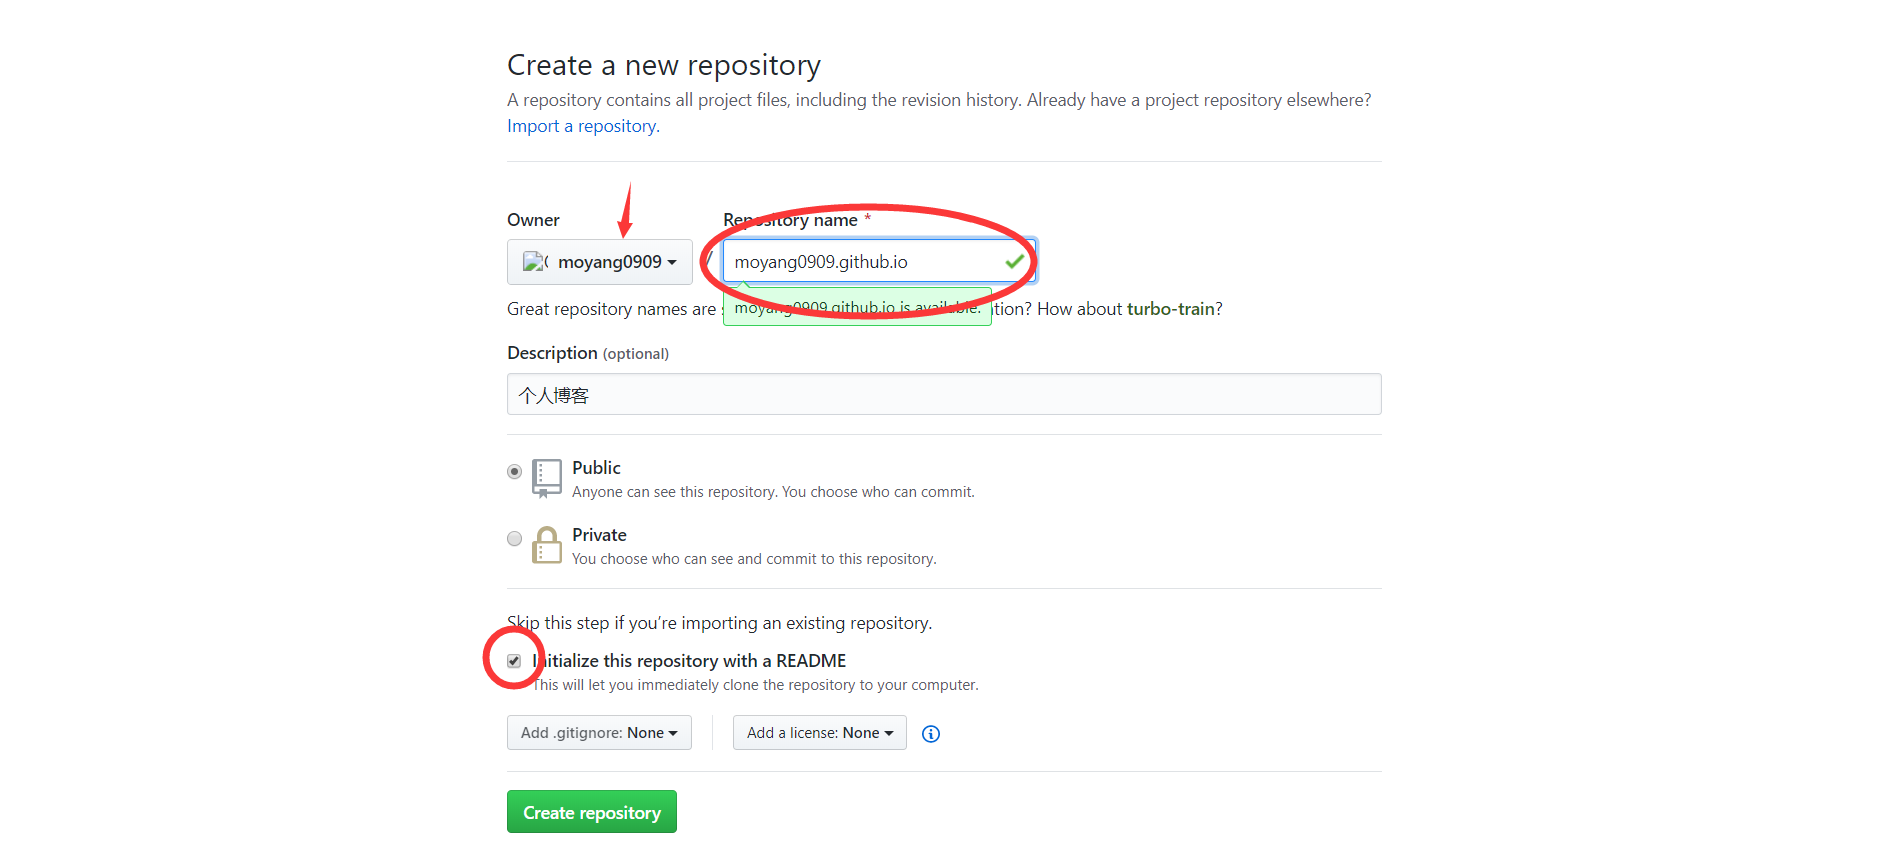 Create a new repository
A repository contains all project files, including the revision history. Already have a project repository elsewhere?
Import a repository.
Owner
Repository name *
moyang0909 / moyang0909.github.io
Great repository names are moyang0909.github.io is available. tion? How about turbo-train?
Description (optional)
个人博客
Public
Anyone can see this repository. You choose who can commit.
Private
You choose who can see and commit to this repository.
Skip this step if you’re importing an existing repository.
Initialize this repository with a README
This will let you immediately clone the repository to your computer.
Add .gitignore: None
Add a license: None
Create repository